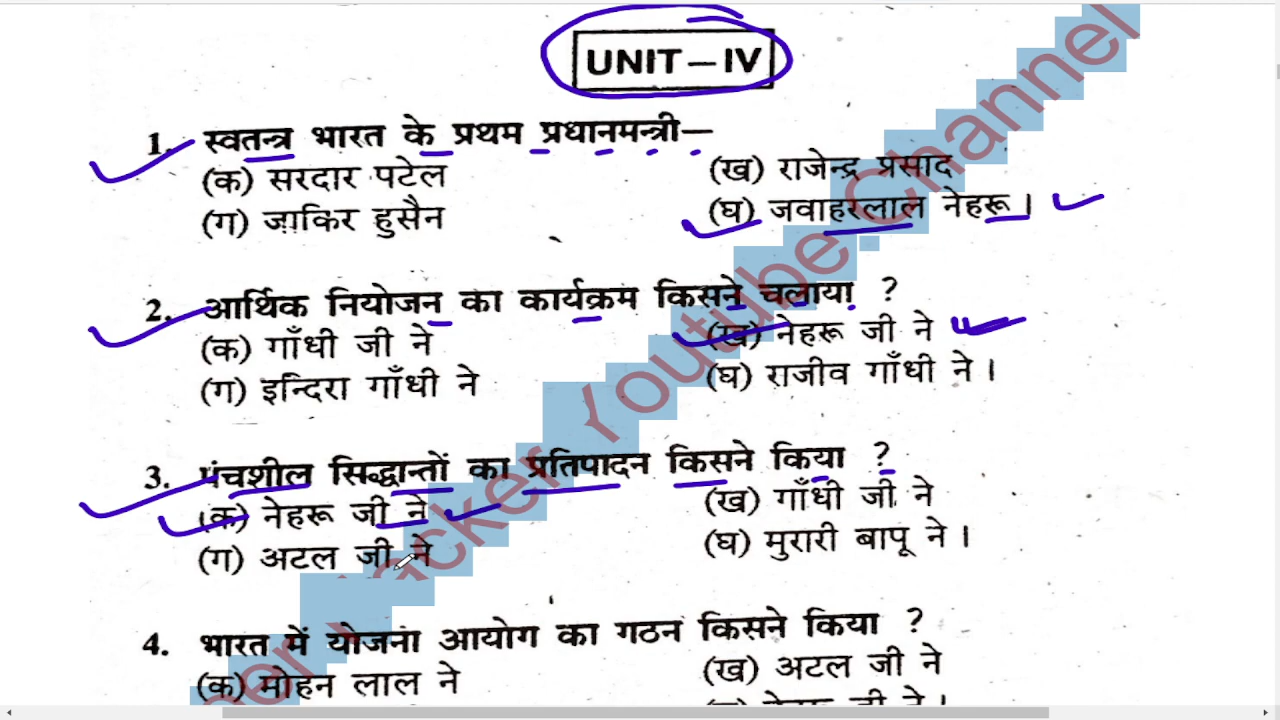 UNIT – IV
1. स्वतन्त्र भारत के प्रथम प्रधानमन्त्री—
(क) सरदार पटेल (ख) राजेन्द्र प्रसाद
(ग) ज़ाकिर हुसैन (घ) जवाहरलाल नेहरू।
2. आर्थिक नियोजन का कार्यक्रम किसने चलाया ?
(क) गाँधी जी ने (ख) नेहरू जी ने
(ग) इन्दिरा गाँधी ने (घ) राजीव गाँधी ने।
3. पंचशील सिद्धान्तों का प्रतिपादन किसने किया ?
(क) नेहरू जी ने (ख) गाँधी जी ने
(ग) अटल जी ने (घ) मुरारी बापू ने।
4. भारत में योजना आयोग का गठन किसने किया ?
(क) मोहन लाल ने (ख) अटल जी ने
Youtube Channel